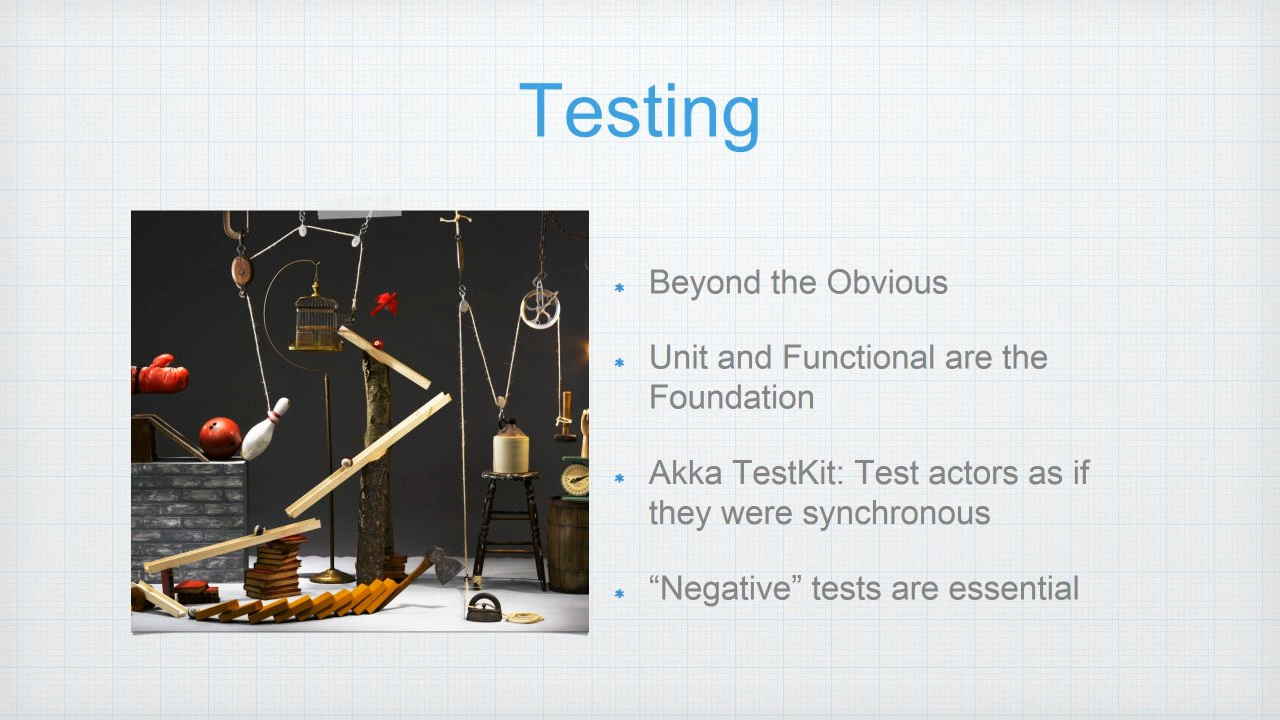 Testing
* Beyond the Obvious
* Unit and Functional are the
Foundation
* Akka TestKit: Test actors as if
they were synchronous
* “Negative” tests are essential